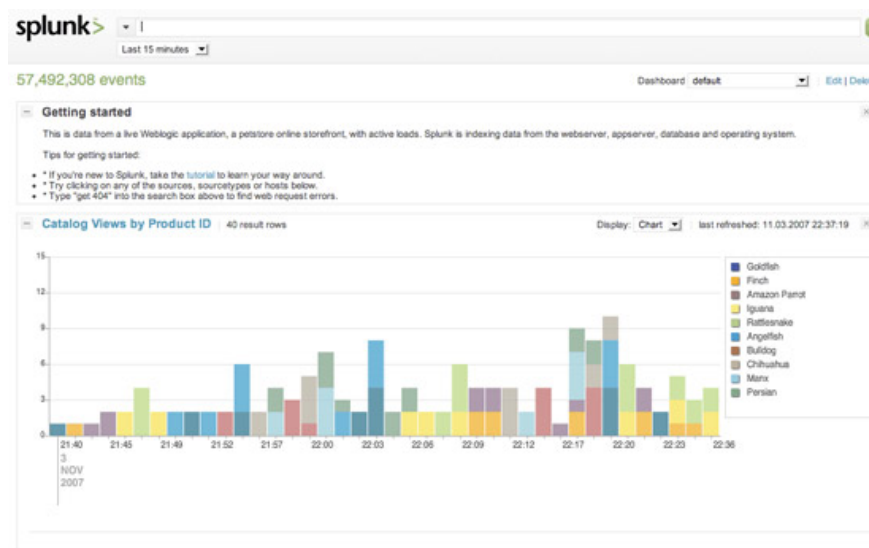 splunk>
Last 15 minutes
57,492,308 events
Dashboard default
Edit | Dele
Getting started
This is data from a live Weblogic application, a petstore online storefront, with active loads. Splunk is indexing data from the webserver, appserver, database and operating system.
Tips for getting started:
* If you're new to Splunk, take the tutorial to learn your way around.
* Try clicking on any of the sources, sourcetypes or hosts below.
* Type "get 404" into the search box above to find web request errors.
Catalog Views by Product ID
40 result rows
Display: Chart
last refreshed: 11.03.2007 22:37:19
15
12
9
6
3
0
21:40 21:45 21:49 21:52 21:57 22:00 22:03 22:06 22:09 22:12 22:17 22:20 22:23 22:36
3
NOV
2007
Goldfish
Finch
Amazon Parrot
Iguana
Rattlesnake
Angelfish
Bulldog
Chihuahua
Manx
Persian